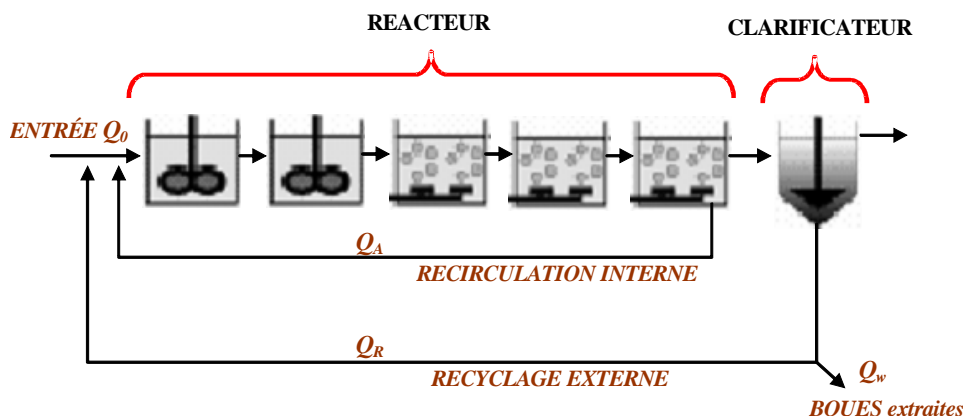 REACTEUR
CLARIFICATEUR
ENTRÉE Q0
QA
RECIRCULATION INTERNE
QR
RECYCLAGE EXTERNE
Qw
BOUES extraites